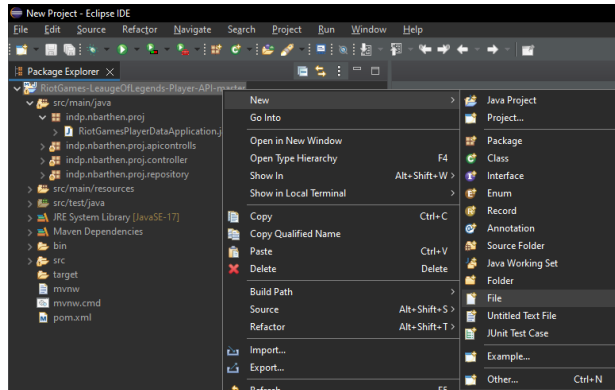 New Project - Eclipse IDE
File Edit Source Refactor Navigate Search Project Run Window Help
Package Explorer
RiotGames-LeaugeOfLegends-Player-API-master
src/main/java
indp.nbarthen.proj
RiotGamesPlayerDataApplication.j
indp.nbarthen.proj.apicontrolls
indp.nbarthen.proj.controller
indp.nbarthen.proj.repository
src/main/resources
src/test/java
JRE System Library [JavaSE-17]
Maven Dependencies
bin
src
target
mvnw
mvnw.cmd
pom.xml
New
Go Into
Open in New Window
Open Type Hierarchy F4
Show In Alt+Shift+W
Show in Local Terminal
Copy Ctrl+C
Copy Qualified Name
Paste Ctrl+V
Delete Delete
Build Path
Source Alt+Shift+S
Refactor Alt+Shift+T
Import...
Export...
Refresh F5
Java Project
Project...
Package
Class
Interface
Enum
Record
Annotation
Source Folder
Java Working Set
Folder
File
Untitled Text File
JUnit Test Case
Example...
Other... Ctrl+N